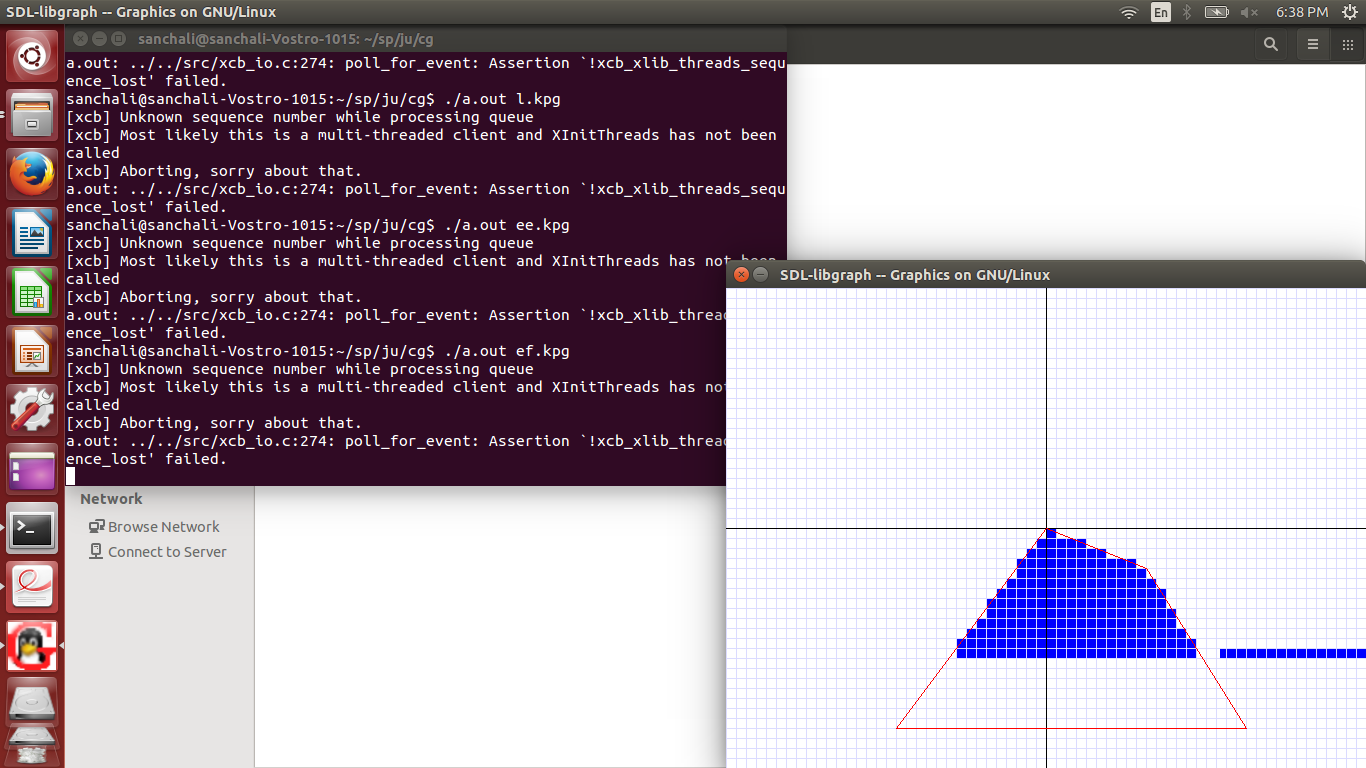 SDL-libgraph -- Graphics on GNU/Linux
En
6:38 PM
sanchali@sanchali-Vostro-1015: ~/sp/ju/cg
a.out: ../../src/xcb_io.c:274: poll_for_event: Assertion `!xcb_xlib_threads_sequ
ence_lost' failed.
sanchali@sanchali-Vostro-1015:~/sp/ju/cg$ ./a.out l.kpg
[xcb] Unknown sequence number while processing queue
[xcb] Most likely this is a multi-threaded client and XInitThreads has not been
called
[xcb] Aborting, sorry about that.
a.out: ../../src/xcb_io.c:274: poll_for_event: Assertion `!xcb_xlib_threads_sequ
ence_lost' failed.
sanchali@sanchali-Vostro-1015:~/sp/ju/cg$ ./a.out ee.kpg
[xcb] Unknown sequence number while processing queue
[xcb] Most likely this is a multi-threaded client and XInitThreads has not been
called
[xcb] Aborting, sorry about that.
a.out: ../../src/xcb_io.c:274: poll_for_event: Assertion `!xcb_xlib_thread
ence_lost' failed.
sanchali@sanchali-Vostro-1015:~/sp/ju/cg$ ./a.out ef.kpg
[xcb] Unknown sequence number while processing queue
[xcb] Most likely this is a multi-threaded client and XInitThreads has not
called
[xcb] Aborting, sorry about that.
a.out: ../../src/xcb_io.c:274: poll_for_event: Assertion `!xcb_xlib_thread
ence_lost' failed.
Network
Browse Network
Connect to Server
SDL-libgraph -- Graphics on GNU/Linux